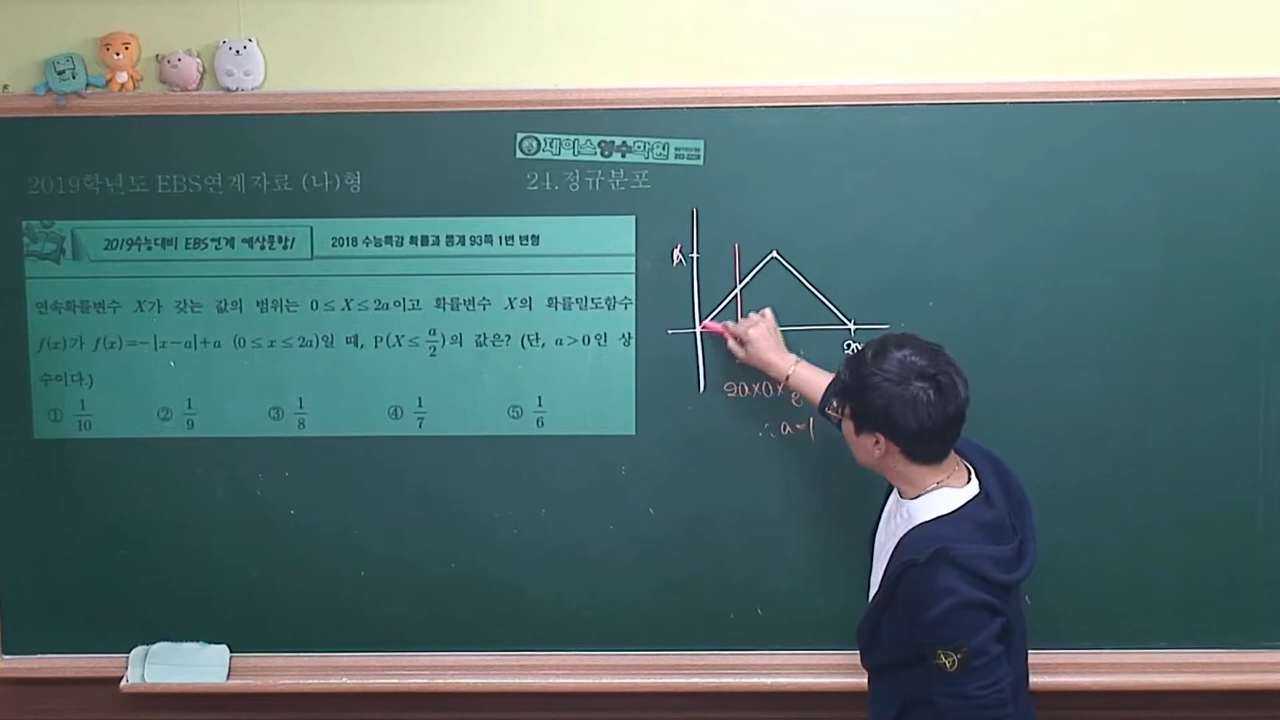 제이스영수학원
2019학년도 EBS연계자료 (나)형
24.정규분포
2019수능대비 EBS연계 예상문항1
2018 수능특강 확률과 통계 93쪽 1번 변형
연속확률변수 X가 갖는 값의 범위는 0≤X≤2a이고 확률변수 X의 확률밀도함수
f(x)가 f(x)=-|x-a|+a (0≤x≤2a)일 때, P(X≤a/2)의 값은? (단, a>0인 상
수이다.)
① 1/10 ② 1/9 ③ 1/8 ④ 1/7 ⑤ 1/6
∴ a=1